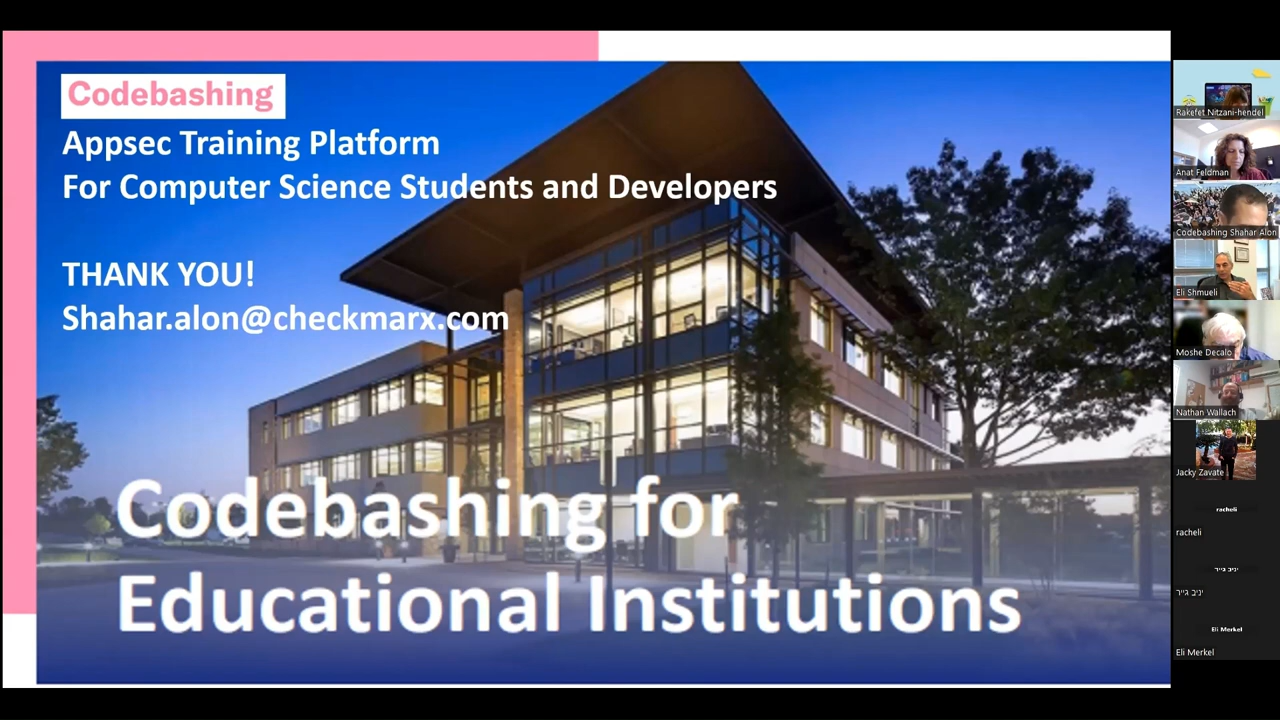 Codebashing
Appsec Training Platform
For Computer Science Students and Developers
THANK YOU!
Shahar.alon@checkmarx.com
Codebashing for
Educational Institutions
Rakefet Nitzani-hendel
Anat Feldman
Codebashing Shahar Alon
Eli Shmueli
Moshe Decalo
Nathan Wallach
Jacky Zavate
racheli
racheli
יניב גייר
יניב גייר
Eli Merkel
Eli Merkel